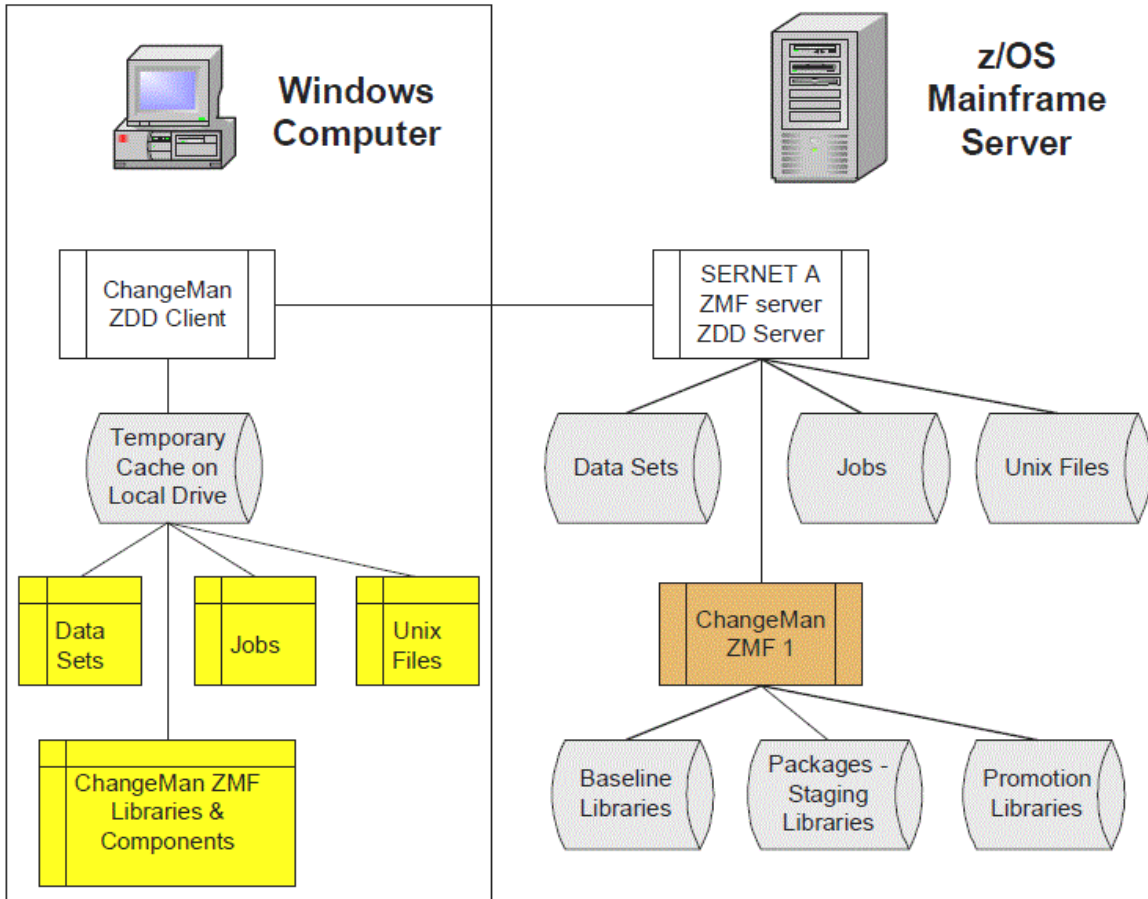 Windows
Computer
z/OS
Mainframe
Server
ChangeMan
ZDD Client
SERNET A
ZMF server
ZDD Server
Temporary
Cache on
Local Drive
Data Sets
Jobs
Unix Files
Data
Sets
Jobs
Unix
Files
ChangeMan
ZMF 1
ChangeMan ZMF
Libraries &
Components
Baseline
Libraries
Packages -
Staging
Libraries
Promotion
Libraries